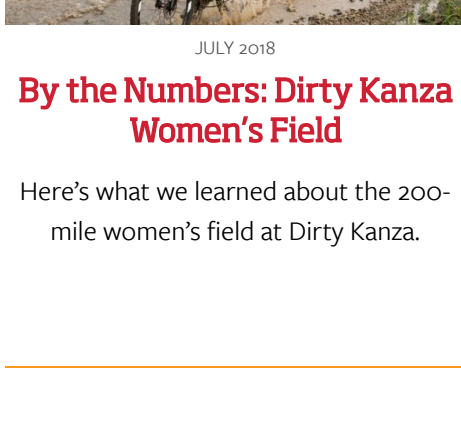 JULY 2018
By the Numbers: Dirty Kanza
Women's Field
Here's what we learned about the 200-
mile women's field at Dirty Kanza.